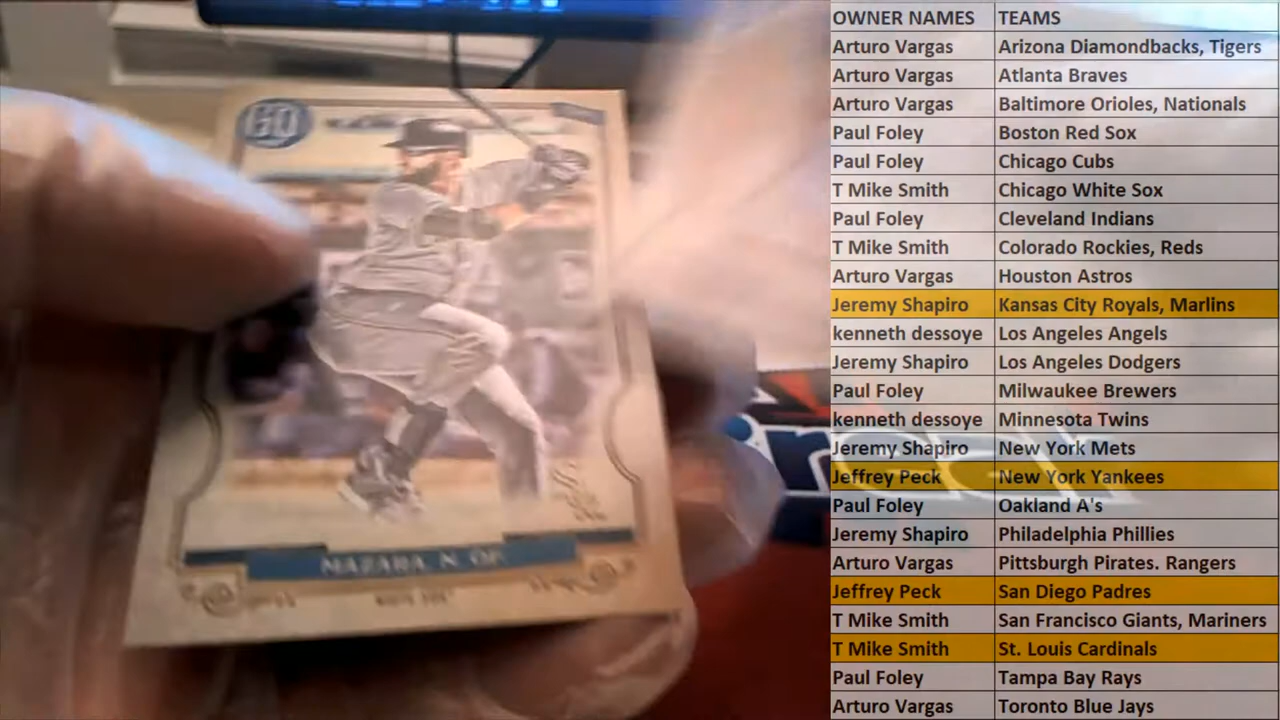 GQ
MAZARA N. OF.
OWNER NAMES TEAMS
Arturo Vargas Arizona Diamondbacks, Tigers
Arturo Vargas Atlanta Braves
Arturo Vargas Baltimore Orioles, Nationals
Paul Foley Boston Red Sox
Paul Foley Chicago Cubs
T Mike Smith Chicago White Sox
Paul Foley Cleveland Indians
T Mike Smith Colorado Rockies, Reds
Arturo Vargas Houston Astros
Jeremy Shapiro Kansas City Royals, Marlins
kenneth dessoye Los Angeles Angels
Jeremy Shapiro Los Angeles Dodgers
Paul Foley Milwaukee Brewers
kenneth dessoye Minnesota Twins
Jeremy Shapiro New York Mets
Jeffrey Peck New York Yankees
Paul Foley Oakland A's
Jeremy Shapiro Philadelphia Phillies
Arturo Vargas Pittsburgh Pirates. Rangers
Jeffrey Peck San Diego Padres
T Mike Smith San Francisco Giants, Mariners
T Mike Smith St. Louis Cardinals
Paul Foley Tampa Bay Rays
Arturo Vargas Toronto Blue Jays